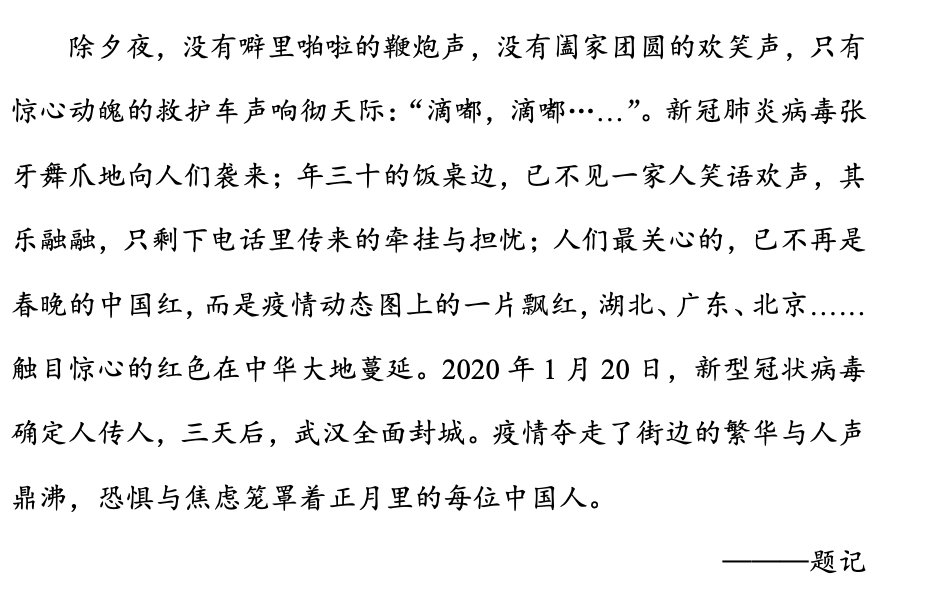 除夕夜，没有噼里啪啦的鞭炮声，没有阖家团圆的欢笑声，只有
惊心动魄的救护车声响彻天际：“滴嘟，滴嘟…...”。新冠肺炎病毒张
牙舞爪地向人们袭来；年三十的饭桌边，已不见一家人笑语欢声，其
乐融融，只剩下电话里传来的牵挂与担忧；人们最关心的，已不再是
春晚的中国红，而是疫情动态图上的一片飘红，湖北、广东、北京……
触目惊心的红色在中华大地蔓延。2020 年 1 月 20 日，新型冠状病毒
确定人传人，三天后，武汉全面封城。疫情夺走了街边的繁华与人声
鼎沸，恐惧与焦虑笼罩着正月里的每位中国人。
———题记